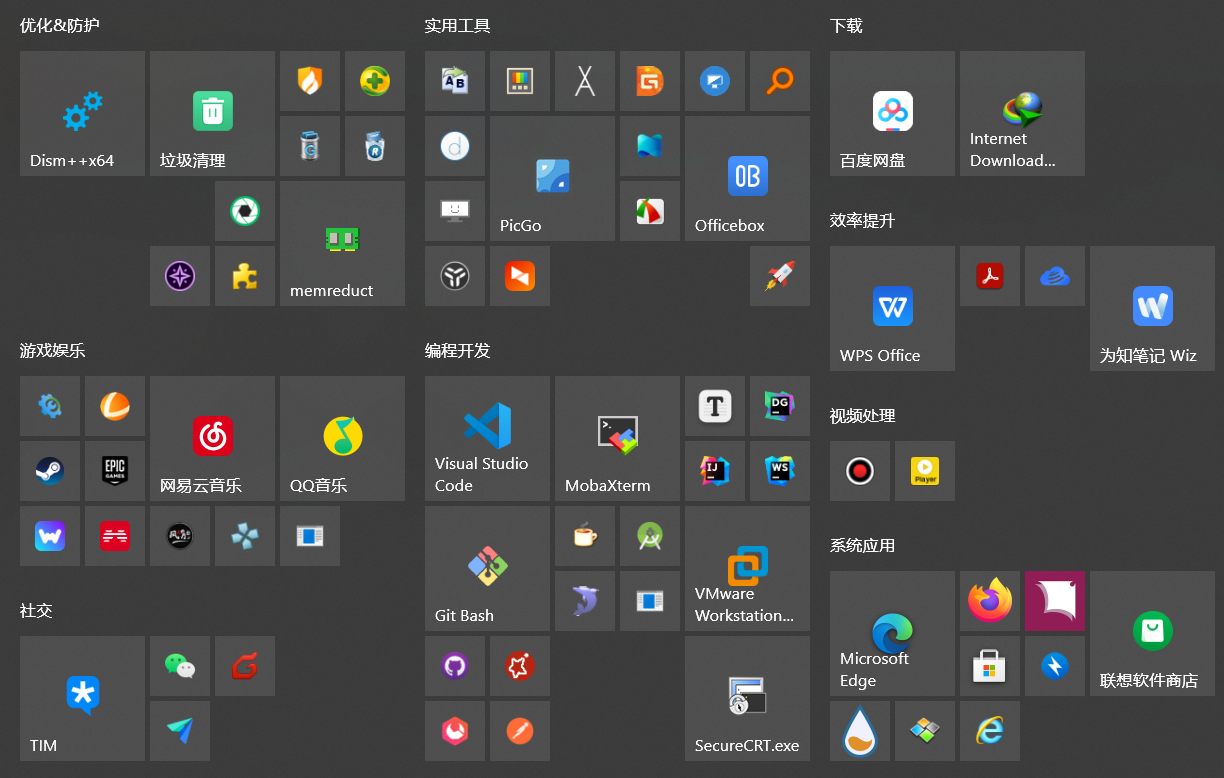 优化&防护
Dism++x64
垃圾清理
memreduct
实用工具
PicGo
Officebox
下载
百度网盘
Internet
Download...
效率提升
WPS Office
为知笔记 Wiz
游戏娱乐
网易云音乐
QQ音乐
EPIC
GAMES
编程开发
Visual Studio
Code
MobaXterm
DG
IJ
WS
Git Bash
VMware
Workstation...
SecureCRT.exe
视频处理
Player
系统应用
Microsoft
Edge
联想软件商店
社交
TIM